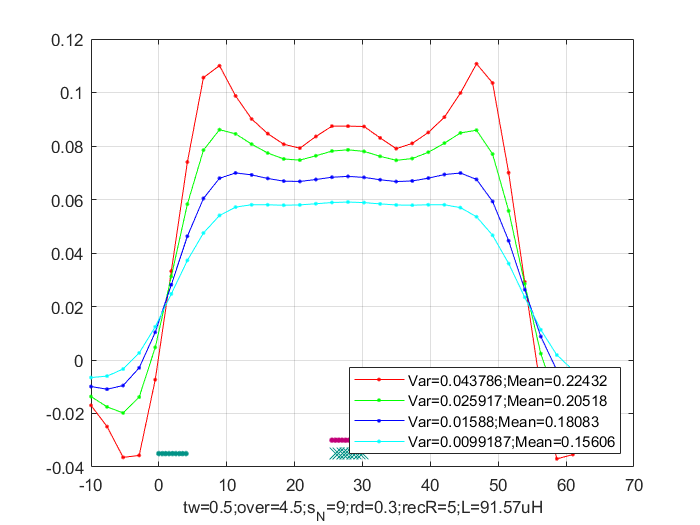 0.12
0.1
0.08
0.06
0.04
0.02
0
-0.02
-0.04
Var=0.043786;Mean=0.22432
Var=0.025917;Mean=0.20518
Var=0.01588;Mean=0.18083
Var=0.0099187;Mean=0.15606
-10 0 10 20 30 40 50 60 70
tw=0.5;over=4.5;s_N=9;rd=0.3;recR=5;L=91.57uH